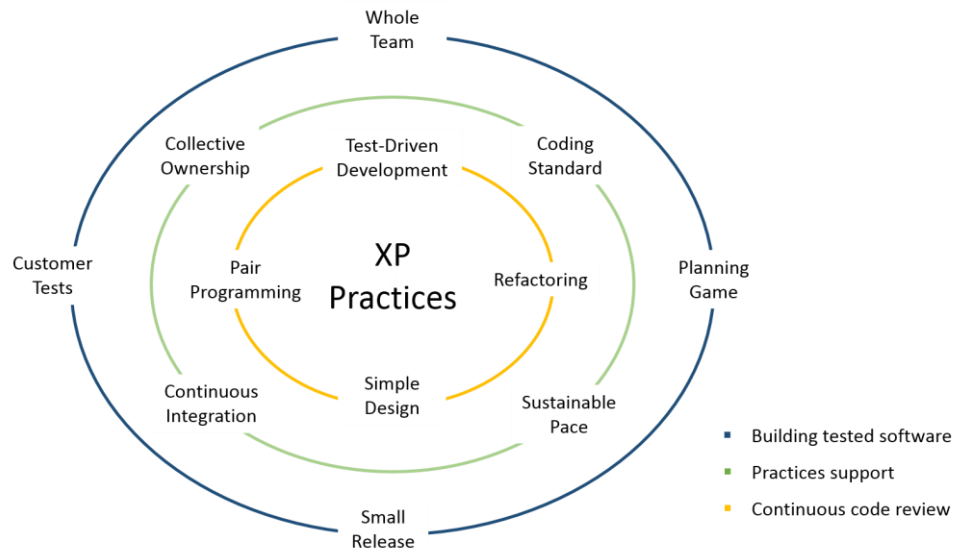 Whole
Team
Collective
Ownership
Test-Driven
Development
Coding
Standard
Customer
Tests
Pair
Programming
XP
Practices
Refactoring
Planning
Game
Continuous
Integration
Simple
Design
Sustainable
Pace
Small
Release
Building tested software
Practices support
Continuous code review